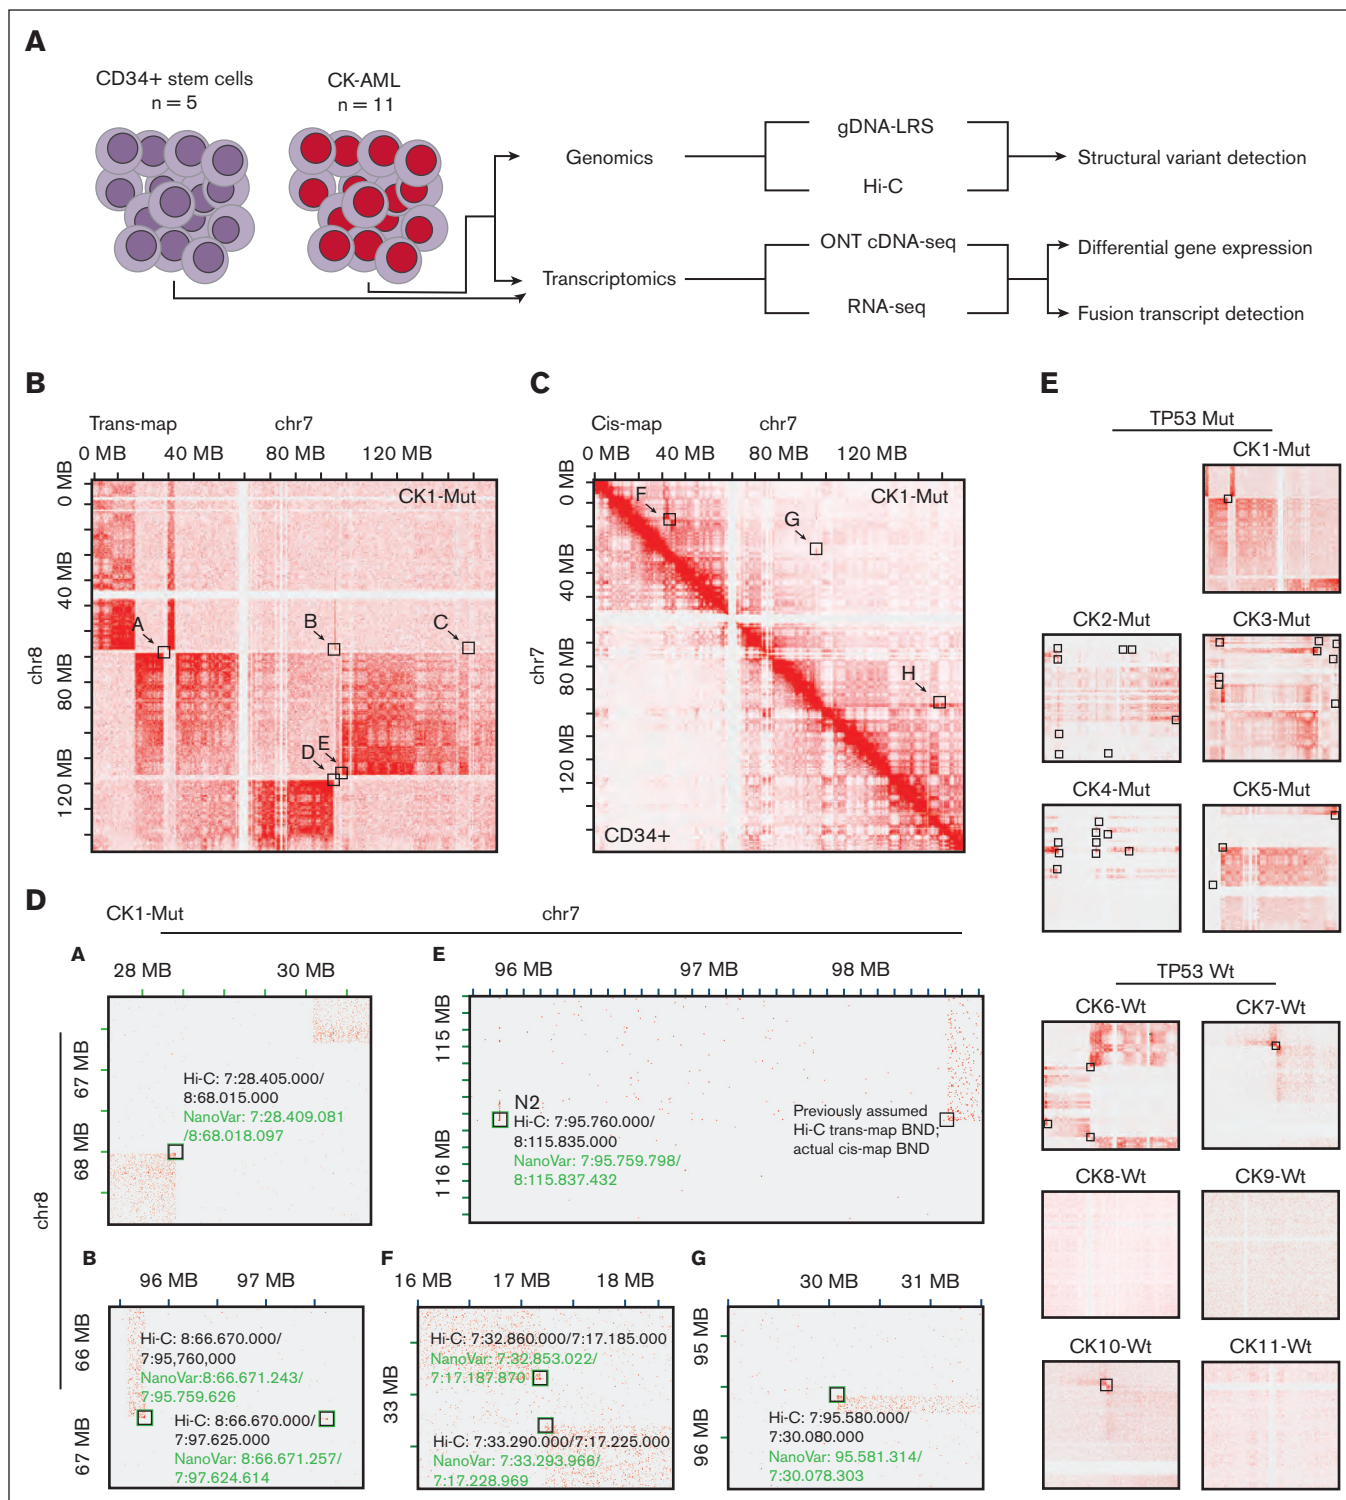 A
CD34+ stem cells
n = 5
CK-AML
n = 11
Genomics
gDNA-LRS
Hi-C
Structural variant detection
Transcriptomics
ONT cDNA-seq
RNA-seq
Differential gene expression
Fusion transcript detection
B
Trans-map
chr7
0 MB 40 MB 80 MB 120 MB
CK1-Mut
chr8
0 MB
40 MB
80 MB
120 MB
A
B
C
D
E
C
Cis-map
chr7
0 MB 40 MB 80 MB 120 MB
CK1-Mut
chr7
0 MB
40 MB
80 MB
120 MB
F
G
H
CD34+
D
CK1-Mut
chr7
chr8
A
28 MB 30 MB
67 MB
68 MB
Hi-C: 7:28.405.000/
8:68.015.000
NanoVar: 7:28.409.081
/8:68.018.097
E
96 MB 97 MB 98 MB
115 MB
116 MB
N2
Hi-C: 7:95.760.000/
8:115.835.000
NanoVar: 7:95.759.798/
8:115.837.432
Previously assumed
Hi-C trans-map BND;
actual cis-map BND
B
96 MB 97 MB
66 MB
67 MB
Hi-C: 8:66.670.000/
7:95,760,000
NanoVar:8:66.671.243/
7:95.759.626
Hi-C: 8:66.670.000/
7:97.625.000
NanoVar: 8:66.671.257/
7:97.624.614
F
16 MB 17 MB 18 MB
33 MB
Hi-C: 7:32.860.000/7:17.185.000
NanoVar: 7:32.853.022/
7:17.187.870
Hi-C: 7:33.290.000/7:17.225.000
NanoVar: 7:33.293.966/
7:17.228.969
G
30 MB 31 MB
95 MB
96 MB
Hi-C: 7:95.580.000/
7:30.080.000
NanoVar: 95.581.314/
7:30.078.303
E
TP53 Mut
CK1-Mut
CK2-Mut
CK3-Mut
CK4-Mut
CK5-Mut
TP53 Wt
CK6-Wt
CK7-Wt
CK8-Wt
CK9-Wt
CK10-Wt
CK11-Wt